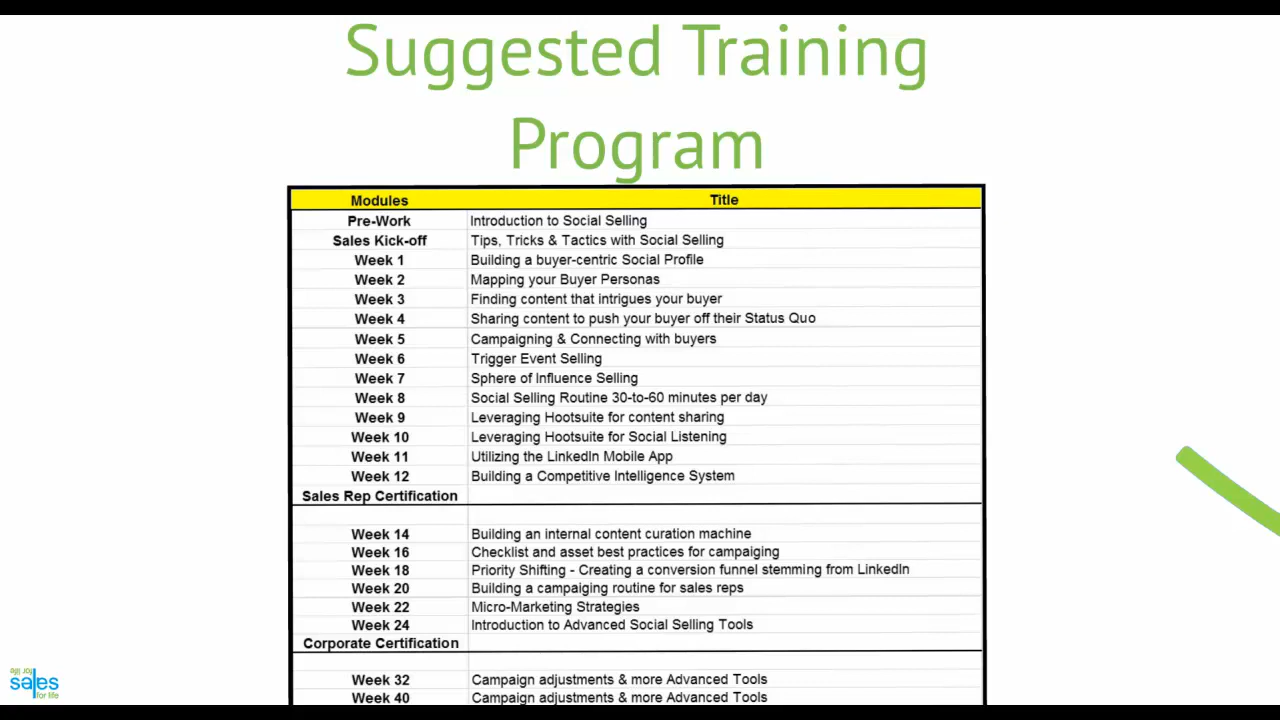 Suggested Training
Program
Modules Title
Pre-Work Introduction to Social Selling
Sales Kick-off Tips, Tricks & Tactics with Social Selling
Week 1 Building a buyer-centric Social Profile
Week 2 Mapping your Buyer Personas
Week 3 Finding content that intrigues your buyer
Week 4 Sharing content to push your buyer off their Status Quo
Week 5 Campaigning & Connecting with buyers
Week 6 Trigger Event Selling
Week 7 Sphere of Influence Selling
Week 8 Social Selling Routine 30-to-60 minutes per day
Week 9 Leveraging Hootsuite for content sharing
Week 10 Leveraging Hootsuite for Social Listening
Week 11 Utilizing the LinkedIn Mobile App
Week 12 Building a Competitive Intelligence System
Sales Rep Certification
Week 14 Building an internal content curation machine
Week 16 Checklist and asset best practices for campaiging
Week 18 Priority Shifting - Creating a conversion funnel stemming from LinkedIn
Week 20 Building a campaiging routine for sales reps
Week 22 Micro-Marketing Strategies
Week 24 Introduction to Advanced Social Selling Tools
Corporate Certification
Week 32 Campaign adjustments & more Advanced Tools
Week 40 Campaign adjustments & more Advanced Tools
sales
for life